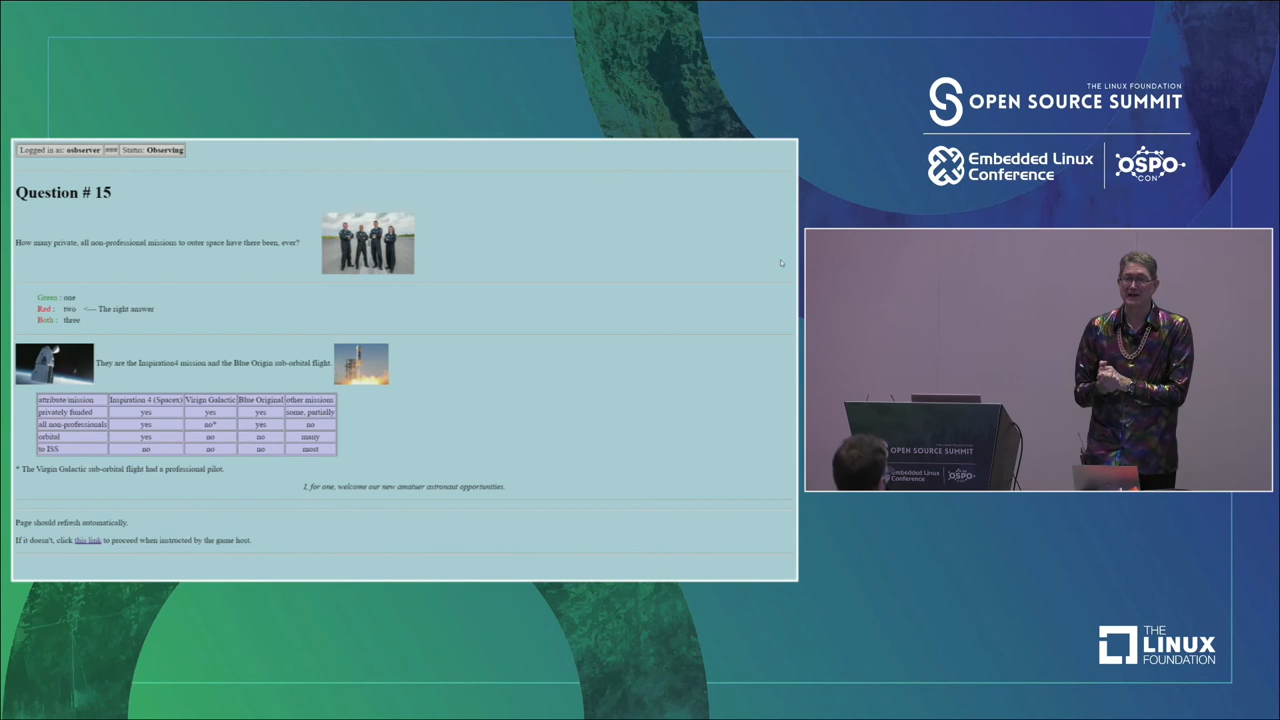 THE LINUX FOUNDATION
OPEN SOURCE SUMMIT
Embedded Linux
Conference
OSPO
CON
Logged in as: osbserver ### Status: Observing
Question # 15
How many private, all non-professional missions to outer space have there been, ever?
Green : one
Red : two <--- The right answer
Both : three
They are the Inspiration4 mission and the Blue Origin sub-orbital flight.
attribute/mission Inspiration 4 (Spacex) Virign Galactic Blue Original other missions
privately funded yes yes yes some, partially
all non-professionals yes no* yes no
orbital yes no no many
to ISS no no no most
* The Virgin Galactic sub-orbital flight had a professional pilot.
I, for one, welcome our new amatuer astronaut opportunities.
Page should refresh automatically.
If it doesn't, click this link to proceed when instructed by the game host.
OPEN SOURCE SUMMIT
Embedded Linux
Conference
OSPO
CON
THE
LINUX
FOUNDATION